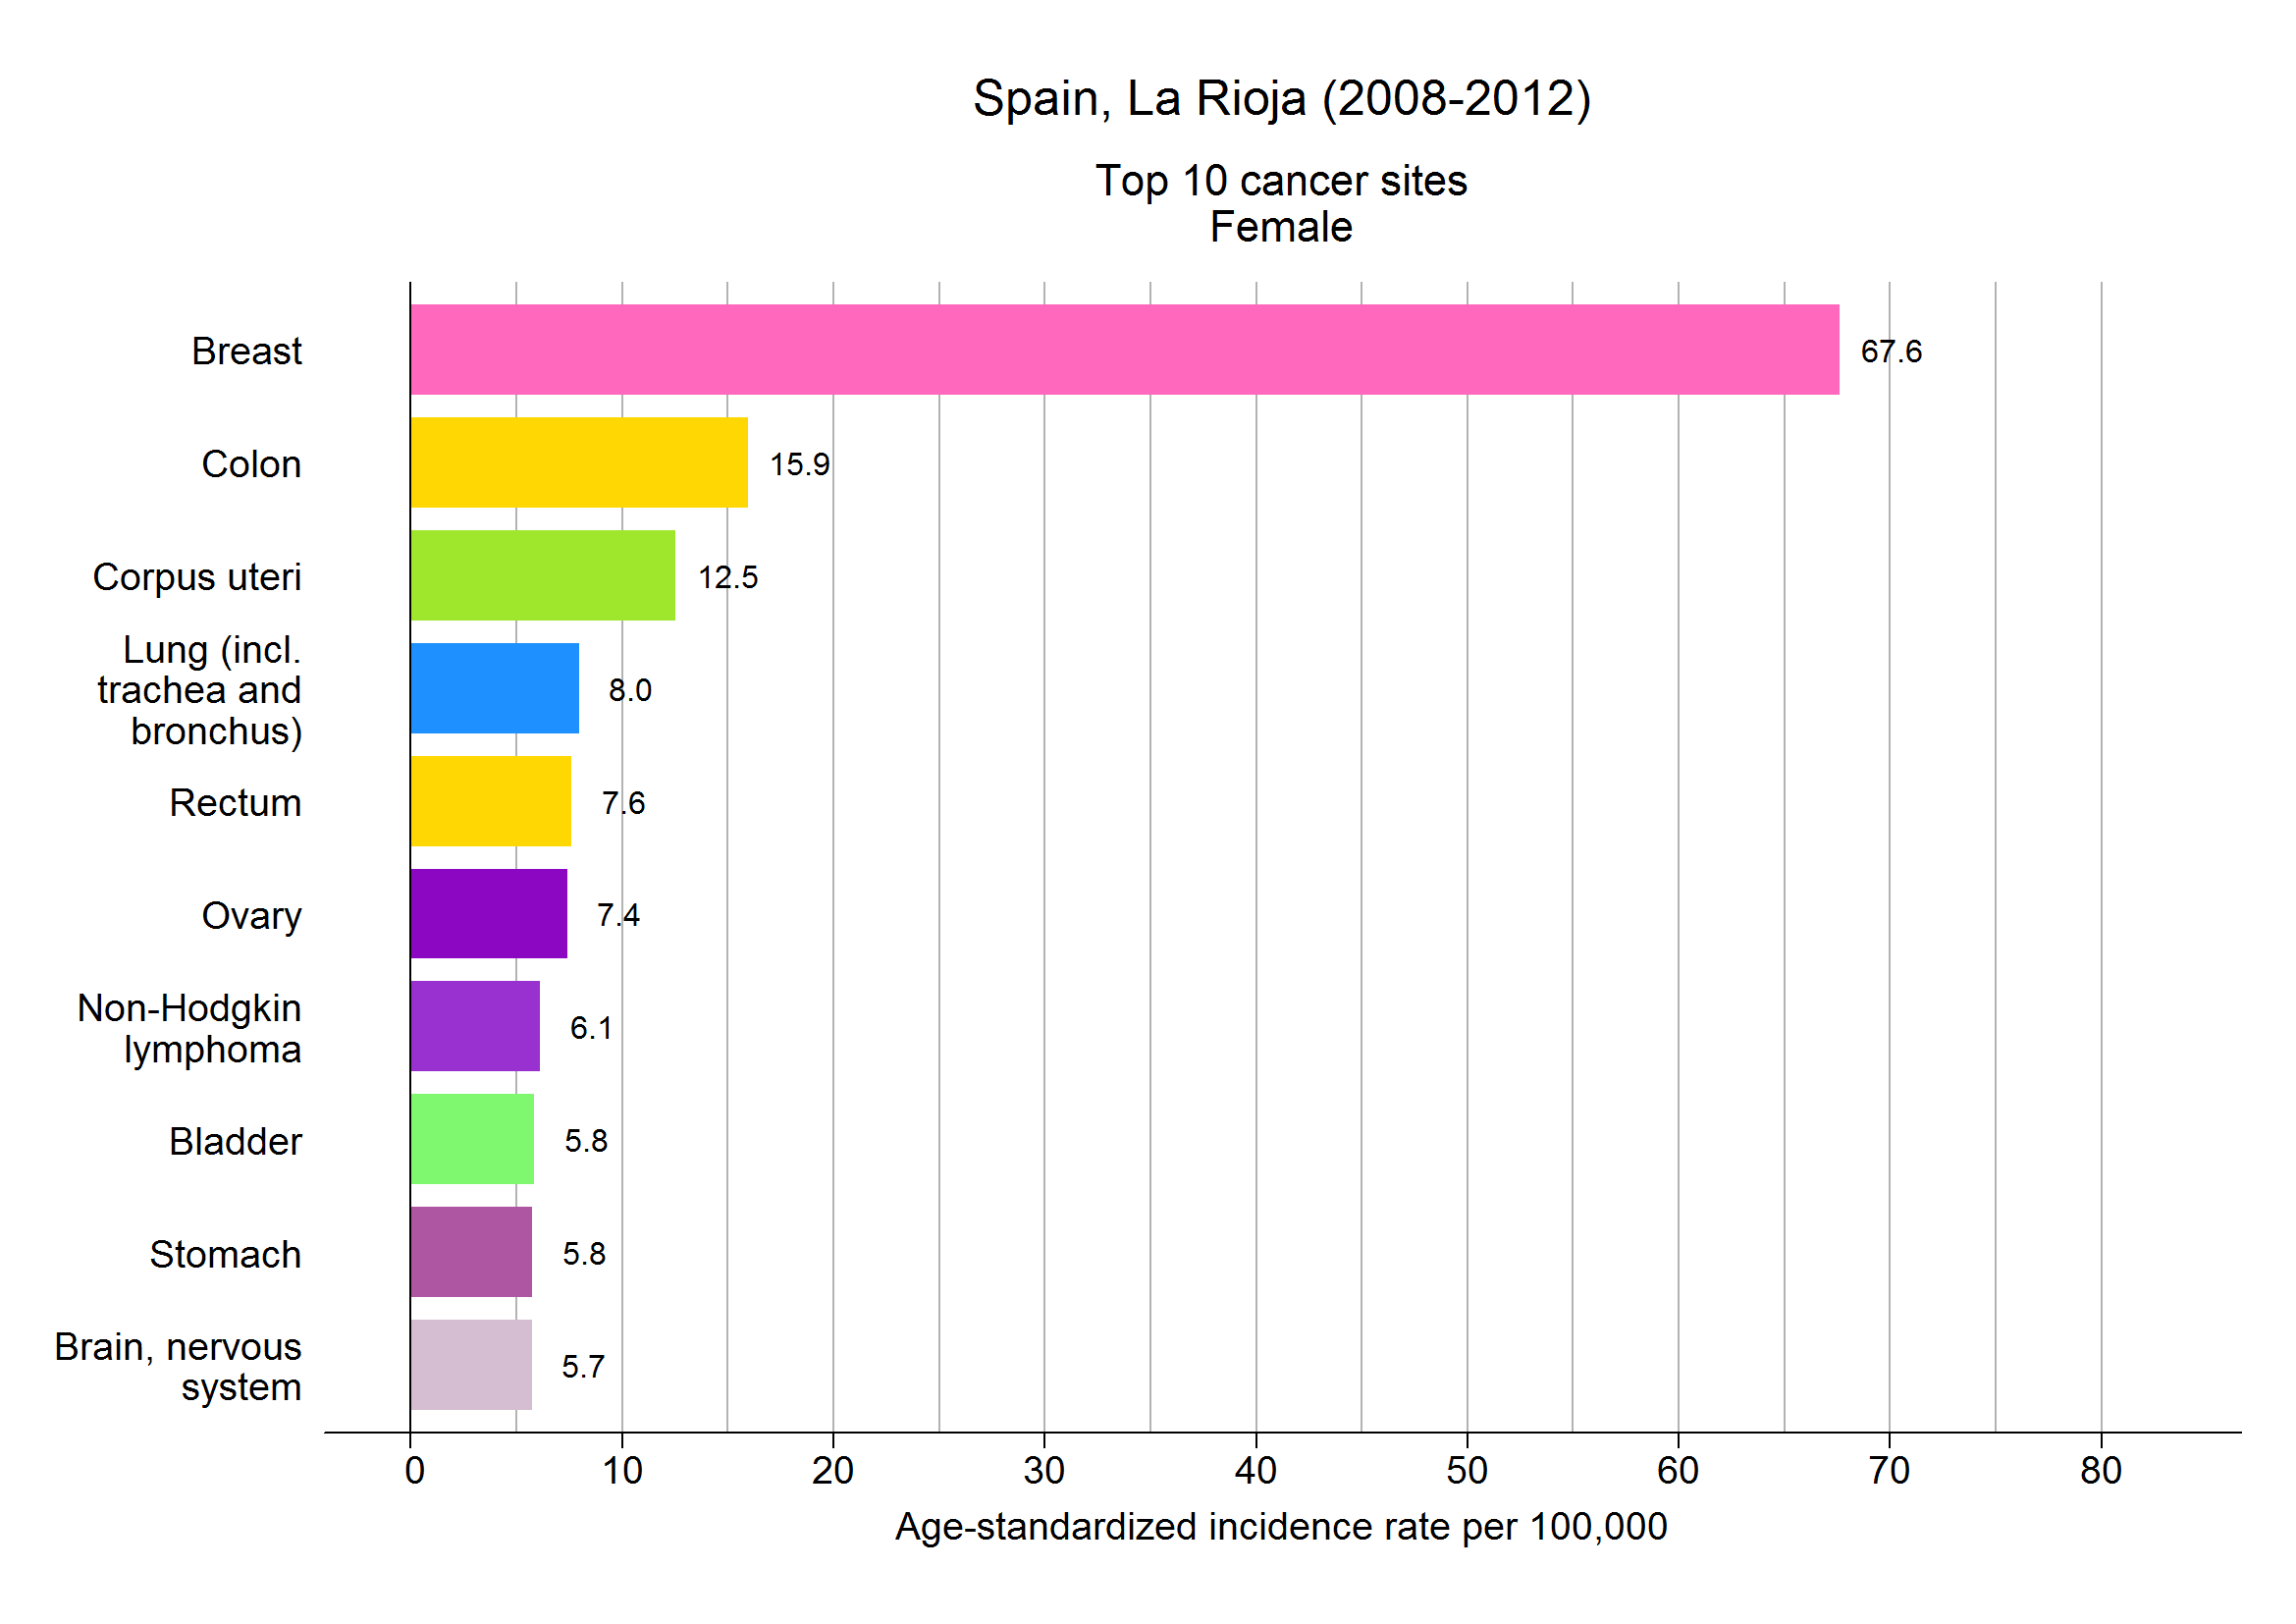 Spain, La Rioja (2008-2012)
Top 10 cancer sites
Female
Breast
67.6
Colon
15.9
Corpus uteri
12.5
Lung (incl.
trachea and
bronchus)
8.0
Rectum
7.6
Ovary
7.4
Non-Hodgkin
lymphoma
6.1
Bladder
5.8
Stomach
5.8
Brain, nervous
system
5.7
0 10 20 30 40 50 60 70 80
Age-standardized incidence rate per 100,000